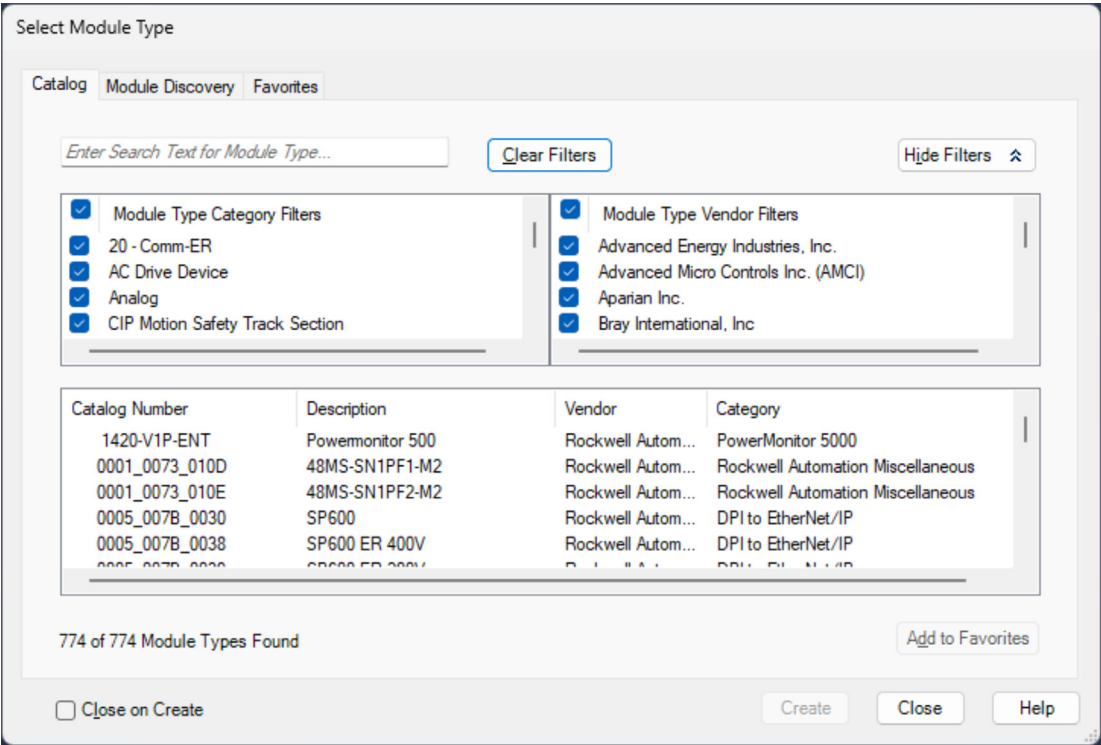 Select Module Type
Catalog Module Discovery Favorites
Enter Search Text for Module Type... Clear Filters Hide Filters
Module Type Category Filters Module Type Vendor Filters
20 - Comm-ER Advanced Energy Industries, Inc.
AC Drive Device Advanced Micro Controls Inc. (AMCI)
Analog Aparian Inc.
CIP Motion Safety Track Section Bray International, Inc
Catalog Number Description Vendor Category
1420-V1P-ENT Powermonitor 500 Rockwell Autom... PowerMonitor 5000
0001_0073_010D 48MS-SN1PF1-M2 Rockwell Autom... Rockwell Automation Miscellaneous
0001_0073_010E 48MS-SN1PF2-M2 Rockwell Autom... Rockwell Automation Miscellaneous
0005_007B_0030 SP600 Rockwell Autom... DPI to EtherNet/IP
0005_007B_0038 SP600 ER 400V Rockwell Autom... DPI to EtherNet/IP
774 of 774 Module Types Found Add to Favorites
Close on Create Create Close Help